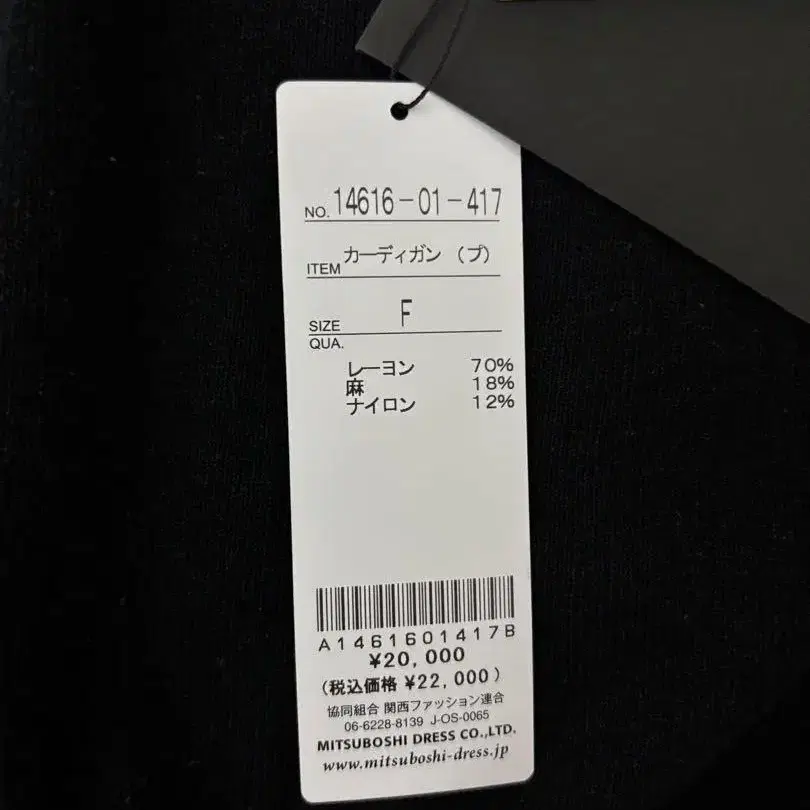 NO. 14616-01-417
ITEM カーディガン (プ)
SIZE F
QUA.
レーヨン 70%
麻 18%
ナイロン 12%
A1461601417B
¥20,000
(税込価格 ¥22,000)
協同組合 関西ファッション連合
06-6228-8139 J-OS-0065
MITSUBOSHI DRESS CO.,LTD.
www.mitsuboshi-dress.jp